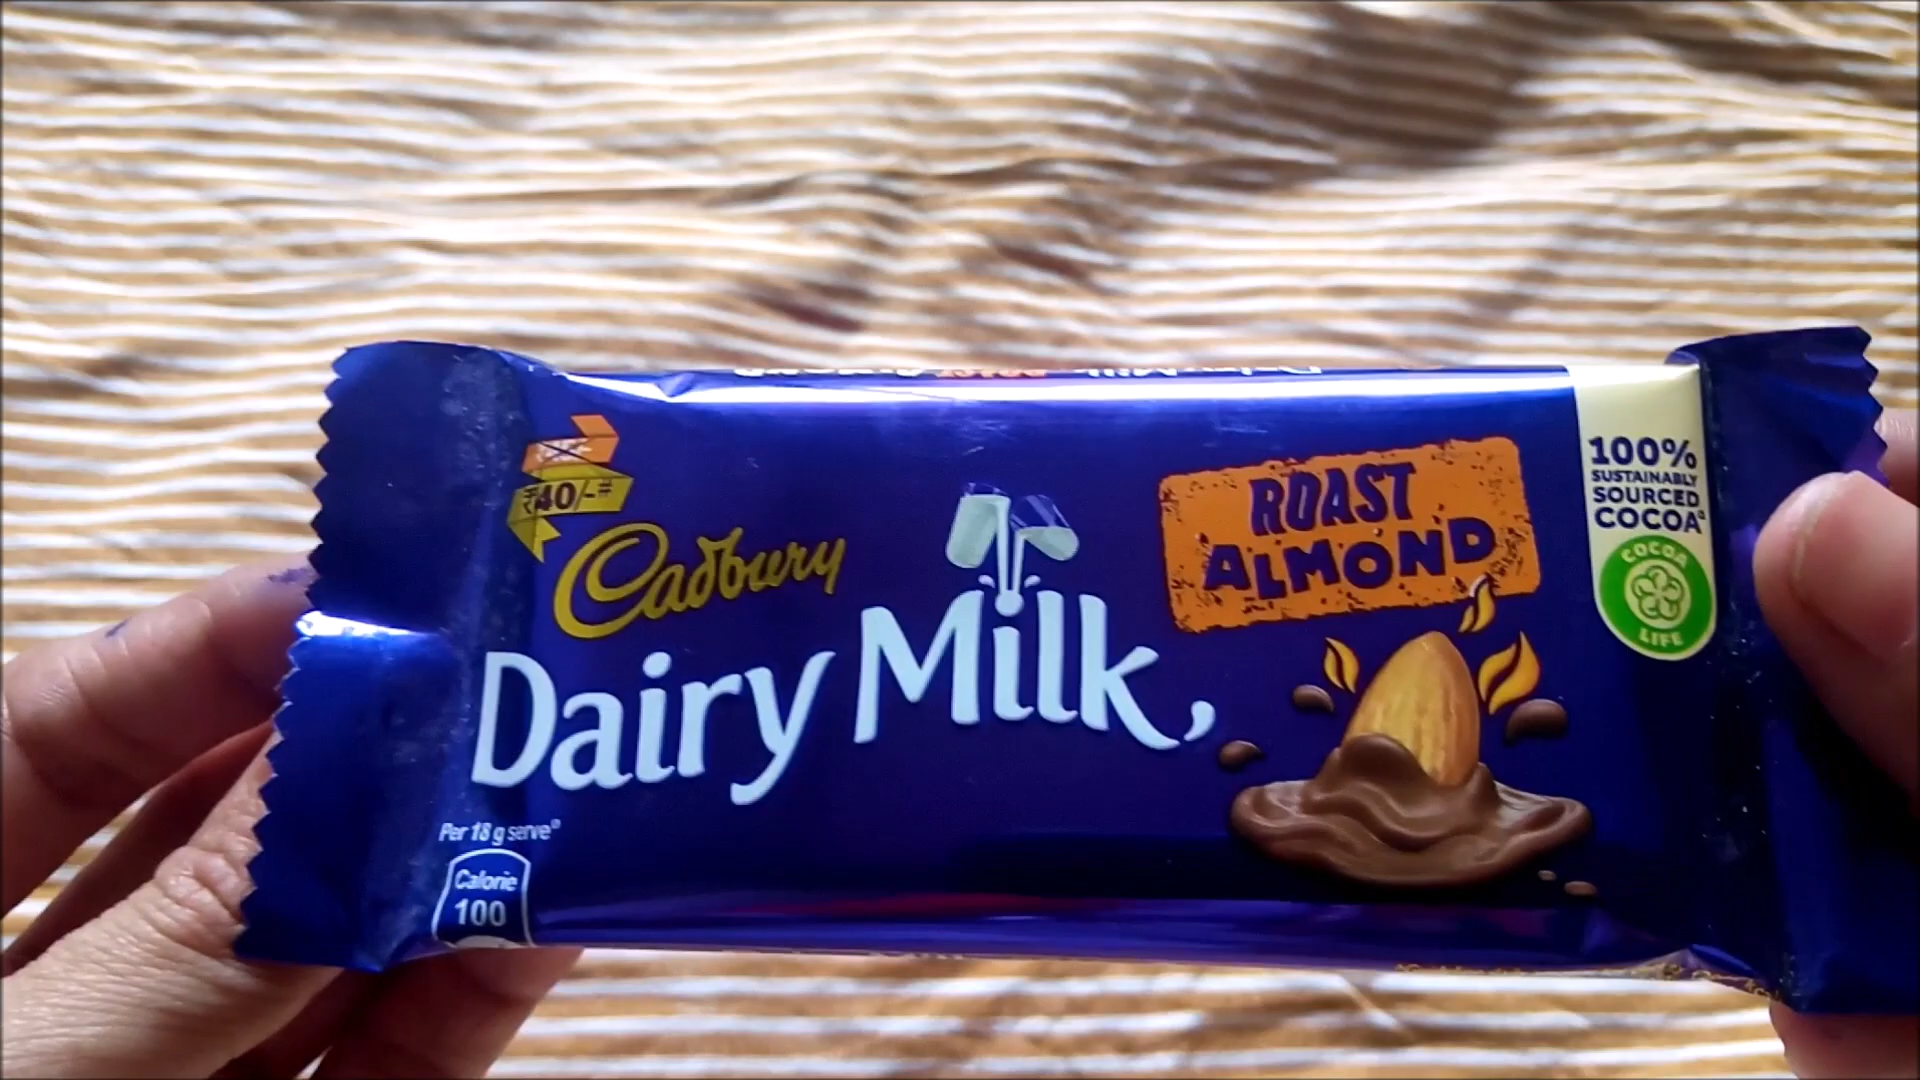 ₹40/-#
Cadbury
Dairy Milk
ROAST
ALMOND
100%
SUSTAINABLY
SOURCED
COCOA
COCOA
LIFE
Per 18 g serve
Calorie
100